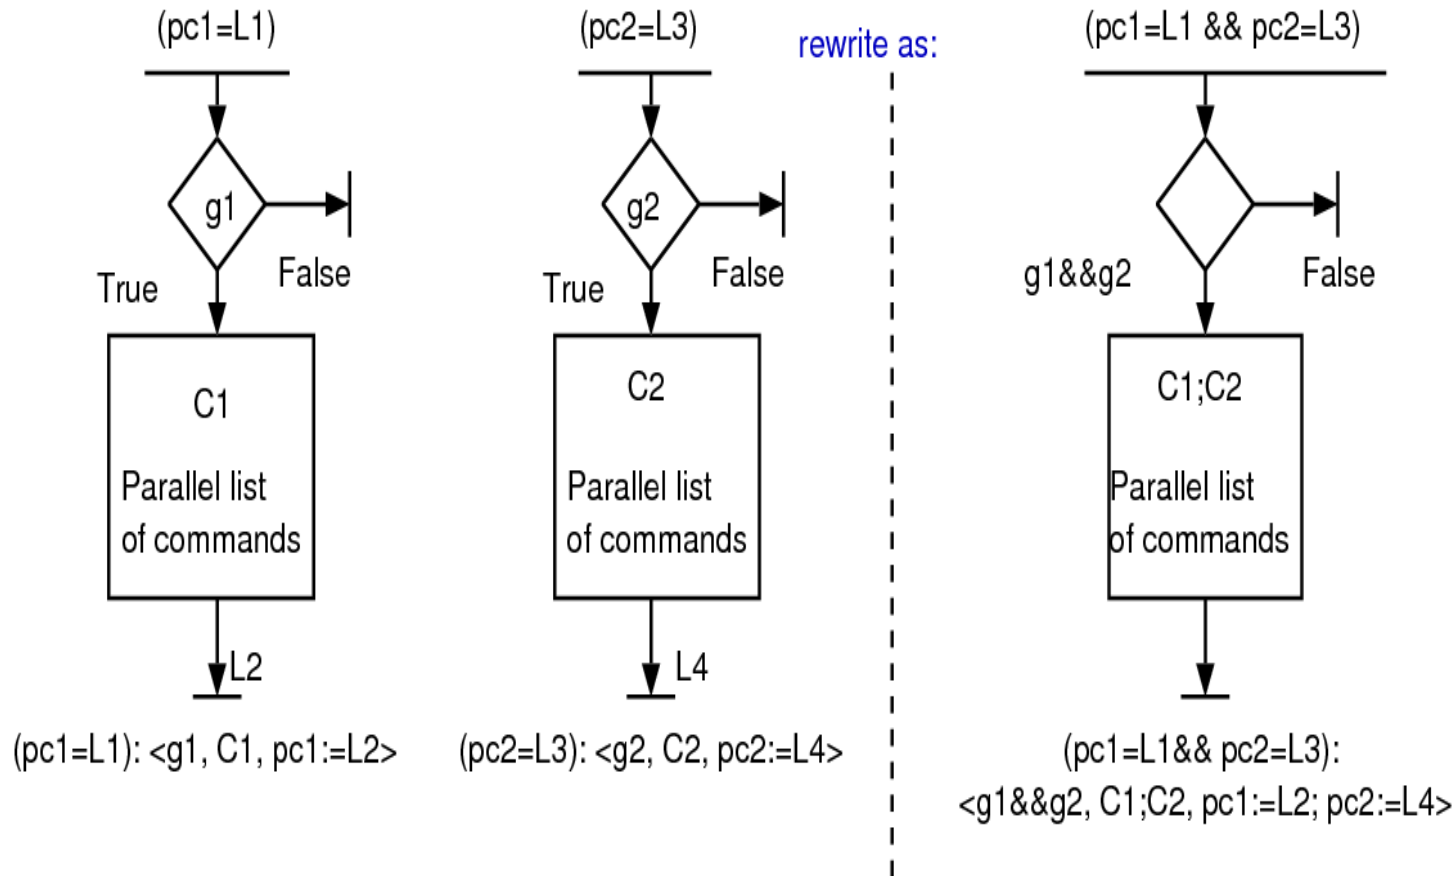 (pc1=L1)
g1
True
False
C1
Parallel list
of commands
L2
(pc1=L1): <g1, C1, pc1:=L2>
(pc2=L3)
g2
True
False
C2
Parallel list
of commands
L4
(pc2=L3): <g2, C2, pc2:=L4>
rewrite as:
(pc1=L1 && pc2=L3)
g1&&g2
False
C1;C2
Parallel list
of commands
(pc1=L1&& pc2=L3):
<g1&&g2, C1;C2, pc1:=L2; pc2:=L4>